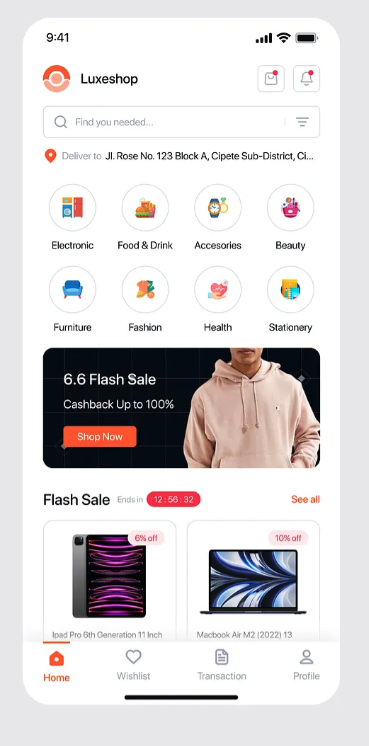 9:41
Luxeshop
Find you needed...
Deliver to Jl. Rose No. 123 Block A, Cipete Sub-District, Ci...
Electronic Food & Drink Accesories Beauty
Furniture Fashion Health Stationery
6.6 Flash Sale
Cashback Up to 100%
Shop Now
Flash Sale Ends in 12 : 56 : 32 See all
6% off 10% off
Ipad Pro 6th Generation 11 Inch Macbook Air M2 (2022) 13
Home Wishlist Transaction Profile